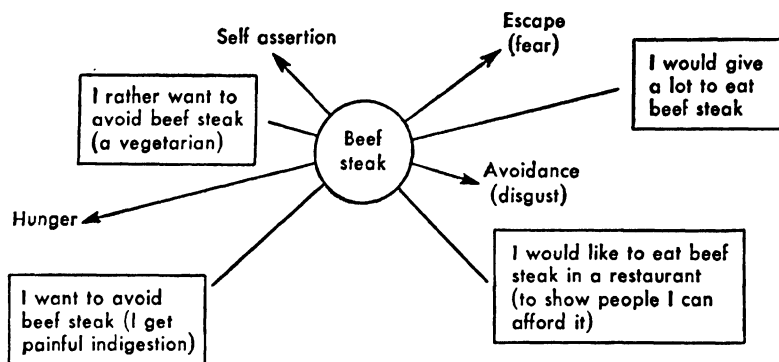 Self assertion
Escape
(fear)
I would give
a lot to eat
beef steak
I rather want to
avoid beef steak
(a vegetarian)
Beef
steak
Avoidance
(disgust)
Hunger
I would like to eat beef
steak in a restaurant
(to show people I can
afford it)
I want to avoid
beef steak (I get
painful indigestion)